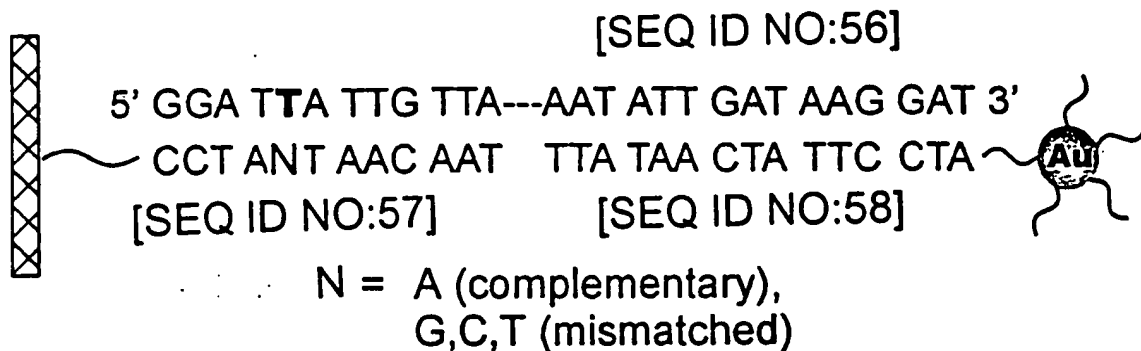 [SEQ ID NO:56]
5' GGA TTA TTG TTA---AAT ATT GAT AAG GAT 3'
CCT ANT AAC AAT TTA TAA CTA TTC CTA
Au
[SEQ ID NO:57] [SEQ ID NO:58]
N = A (complementary),
G,C,T (mismatched)